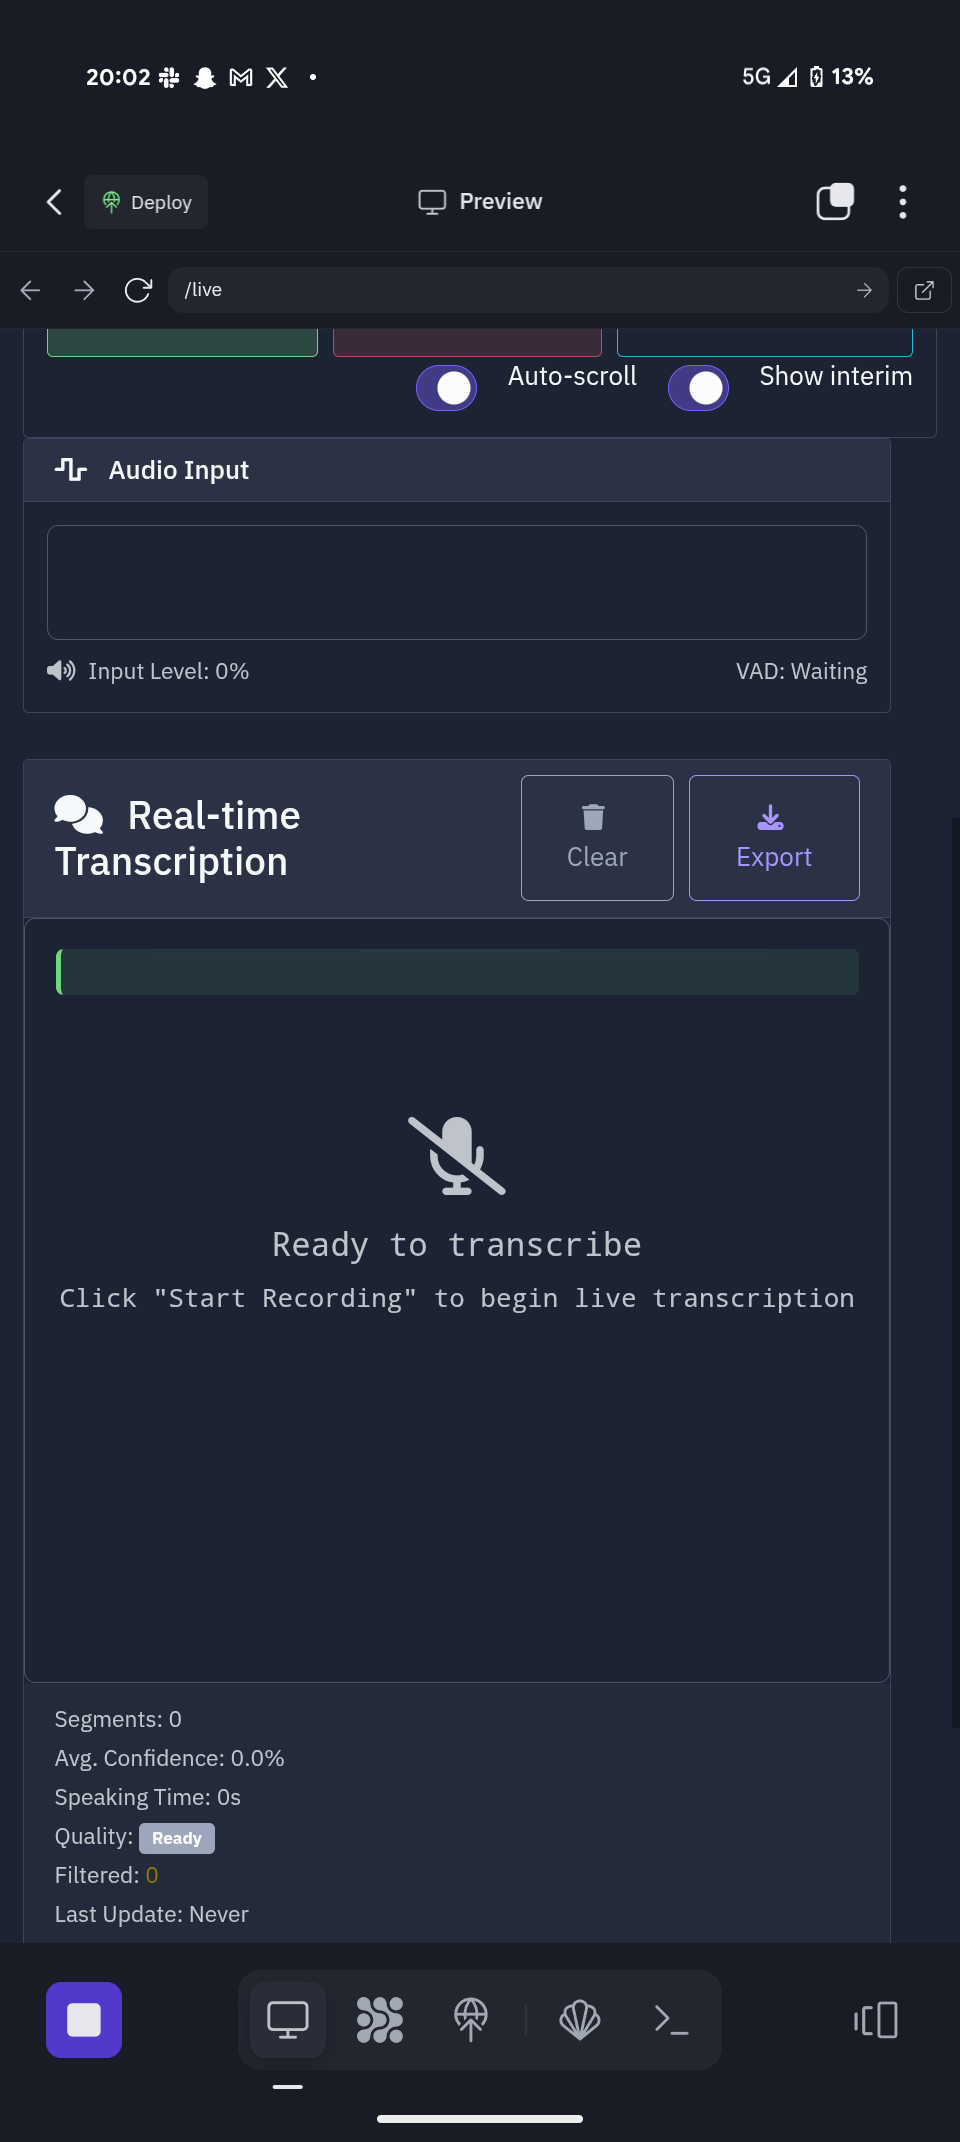 20:02
5G 13%
Deploy
Preview
/live
Auto-scroll
Show interim
Audio Input
Input Level: 0%
VAD: Waiting
Real-time
Transcription
Clear
Export
Ready to transcribe
Click "Start Recording" to begin live transcription
Segments: 0
Avg. Confidence: 0.0%
Speaking Time: 0s
Quality: Ready
Filtered: 0
Last Update: Never